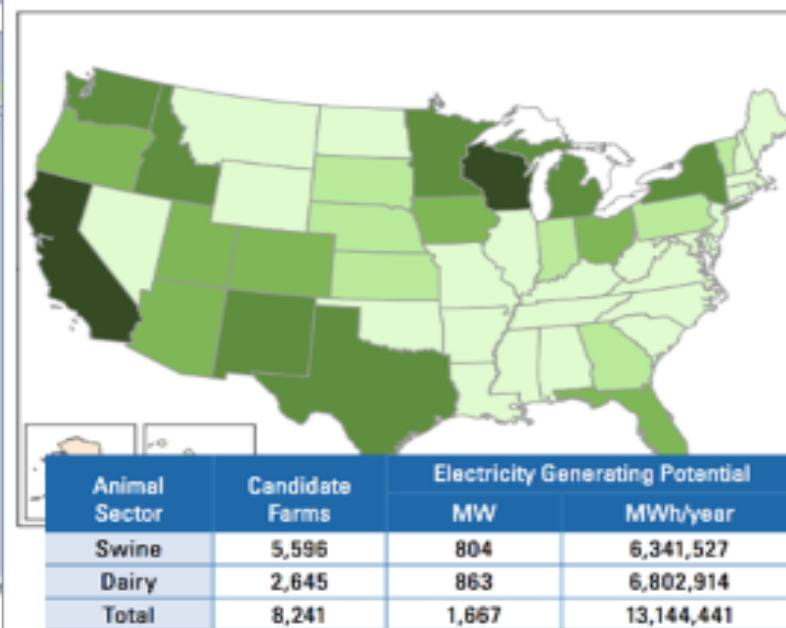 Animal Sector Candidate Farms Electricity Generating Potential
MW MWh/year
Swine 5,596 804 6,341,527
Dairy 2,645 863 6,802,914
Total 8,241 1,667 13,144,441